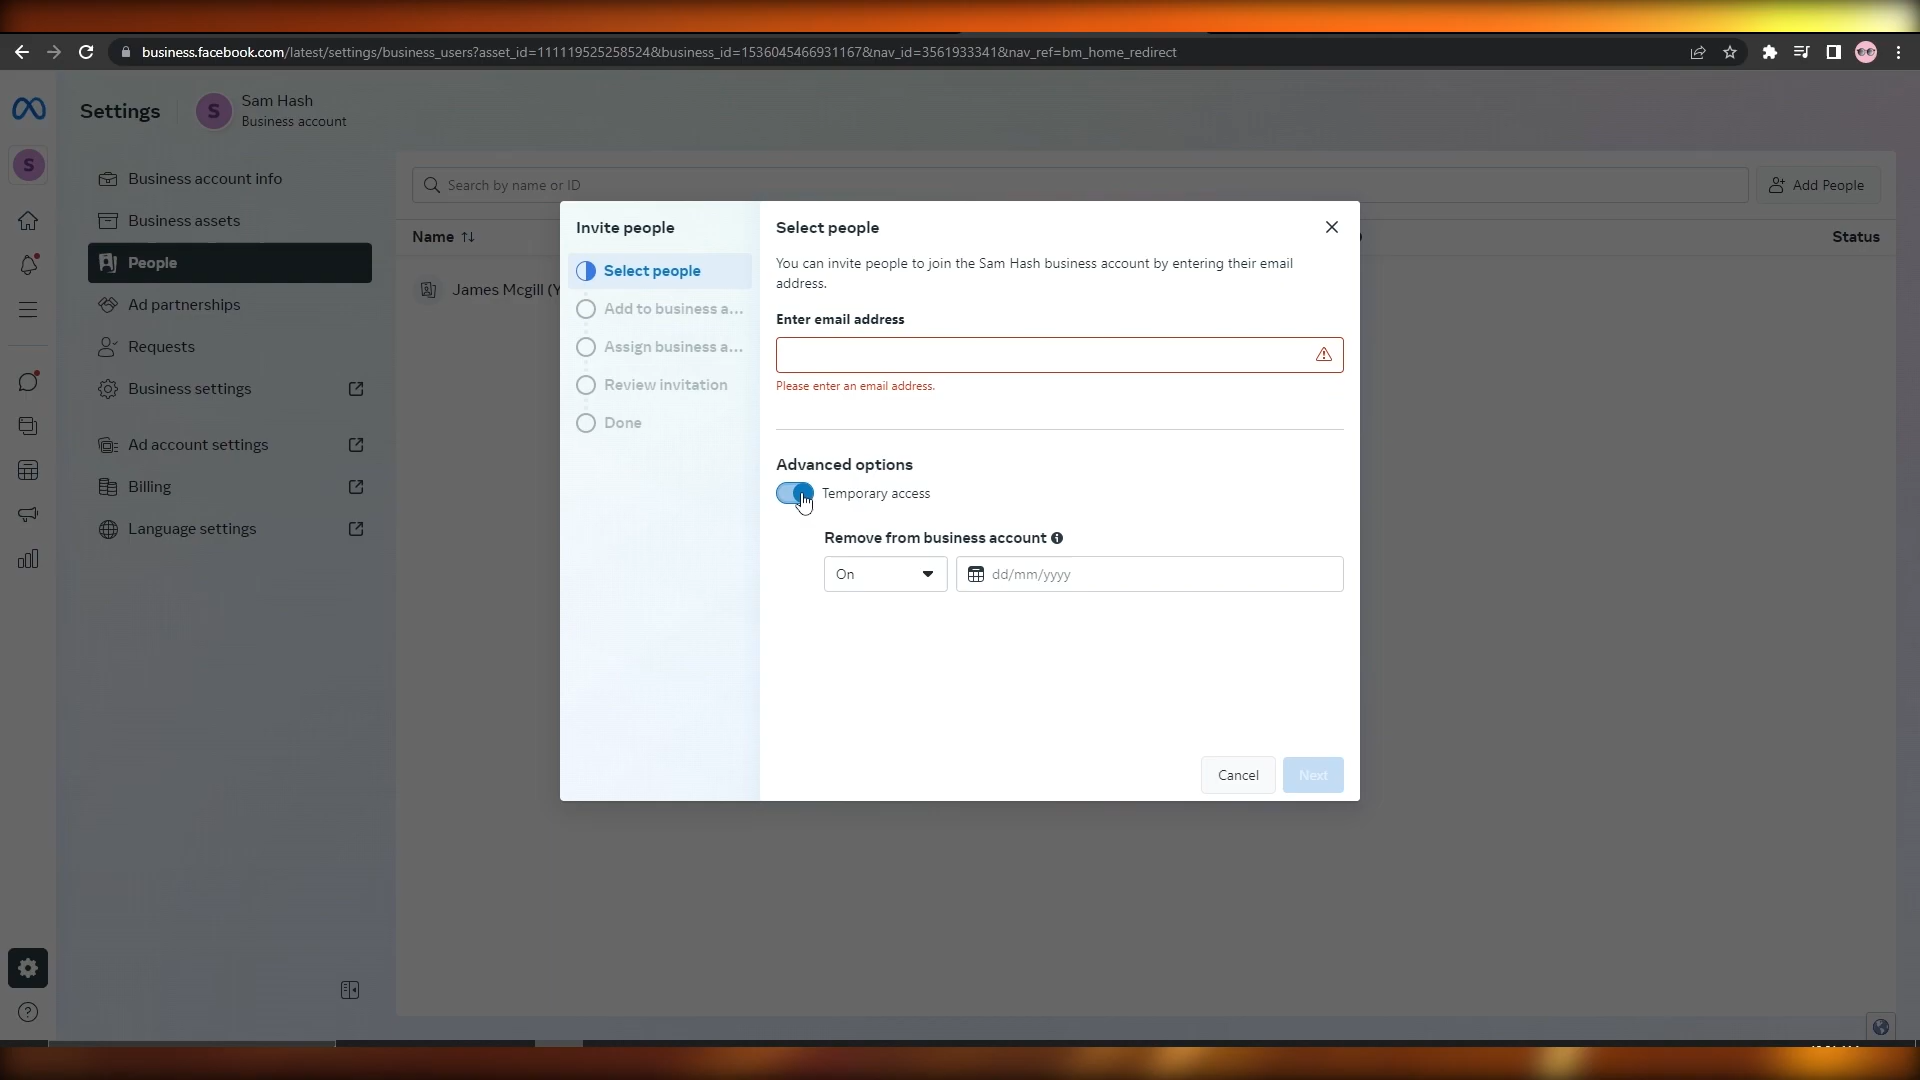 business.facebook.com/latest/settings/business_users?asset_id=111119525258524&business_id=1536045466931167&nav_id=3561933341&nav_ref=bm_home_redirect
Settings
S
Sam Hash
Business account
S
Business account info
Business assets
People
Ad partnerships
Requests
Business settings
Ad account settings
Billing
Language settings
Search by name or ID
Add People
Name
Status
James Mcgill (Y
Invite people
Select people
Add to business a...
Assign business a...
Review invitation
Done
Select people
You can invite people to join the Sam Hash business account by entering their email
address.
Enter email address
Please enter an email address.
Advanced options
Temporary access
Remove from business account
On
dd/mm/yyyy
Cancel
Next